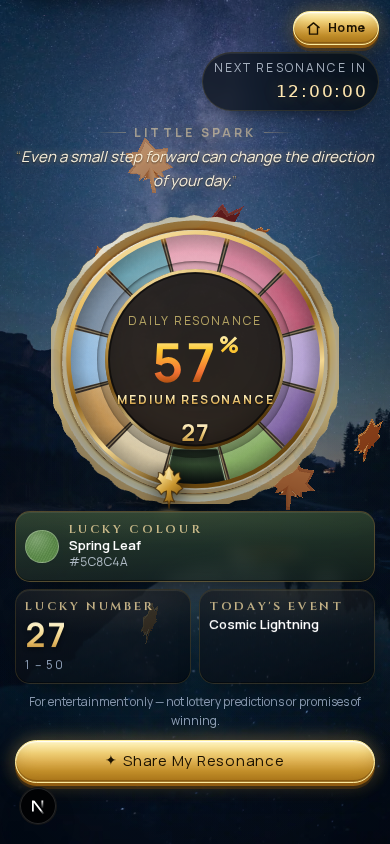 Home
NEXT RESONANCE IN
12:00:00
LITTLE SPARK
"Even a small step forward can change the direction
of your day."
DAILY RESONANCE
57%
MEDIUM RESONANCE
27
LUCKY COLOUR
Spring Leaf
#5C8C4A
LUCKY NUMBER
27
1 – 50
TODAY'S EVENT
Cosmic Lightning
For entertainment only — not lottery predictions or promises of
winning.
✦ Share My Resonance
N